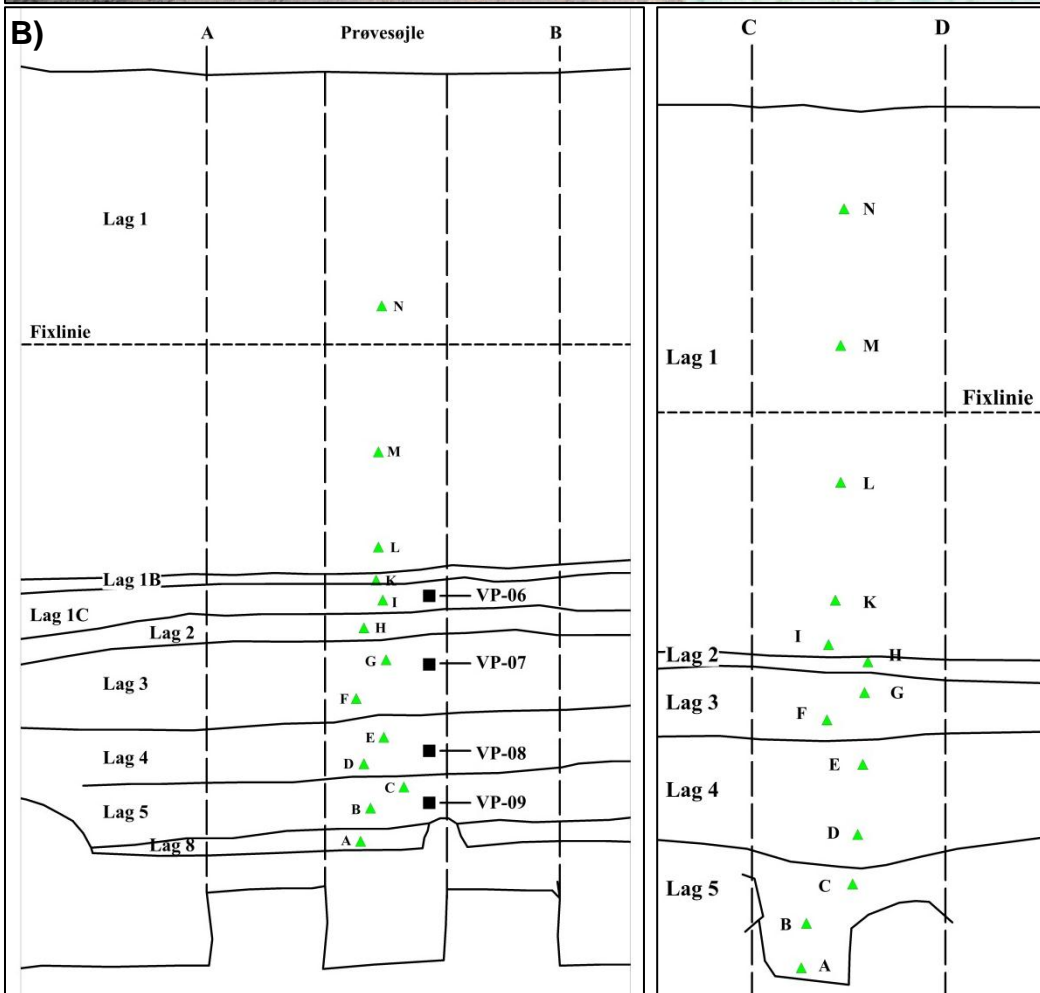 B)
A Prøvesøjle B
Lag 1
N
Fixlinie
M
L
Lag 1B
K
I
VP-06
Lag 1C
Lag 2
H
G
VP-07
Lag 3
F
E
VP-08
Lag 4
D
C
VP-09
Lag 5
B
Lag 8
A
C D
N
M
Lag 1
Fixlinie
L
K
I
Lag 2
H
G
Lag 3
F
E
Lag 4
D
Lag 5
C
B
A